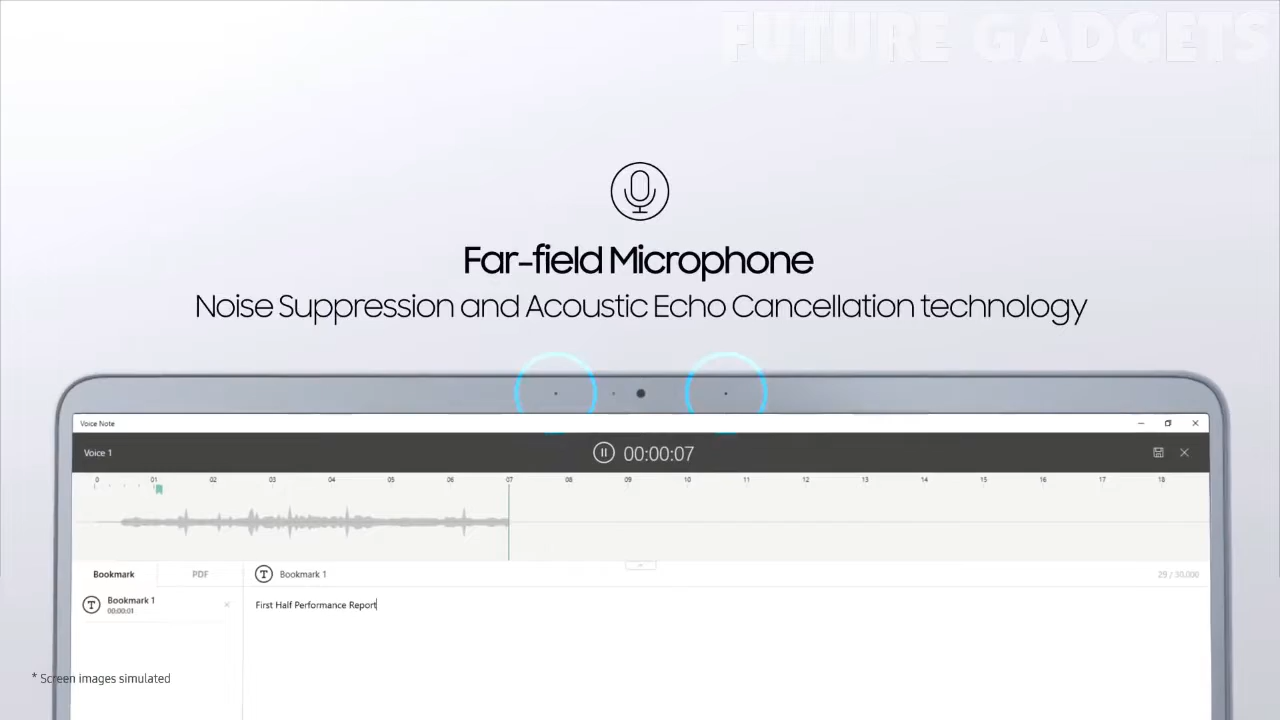 FUTURE GADGETS
Far-field Microphone
Noise Suppression and Acoustic Echo Cancellation technology
Voice Note
Voice 1
00:00:07
0 01 02 03 04 05 06 07 08 09 10 11 12 13 14 15 16 17 18
Bookmark PDF
T Bookmark 1
29 / 30,000
T Bookmark 1
00:00:01
First Half Performance Report
* Screen images simulated